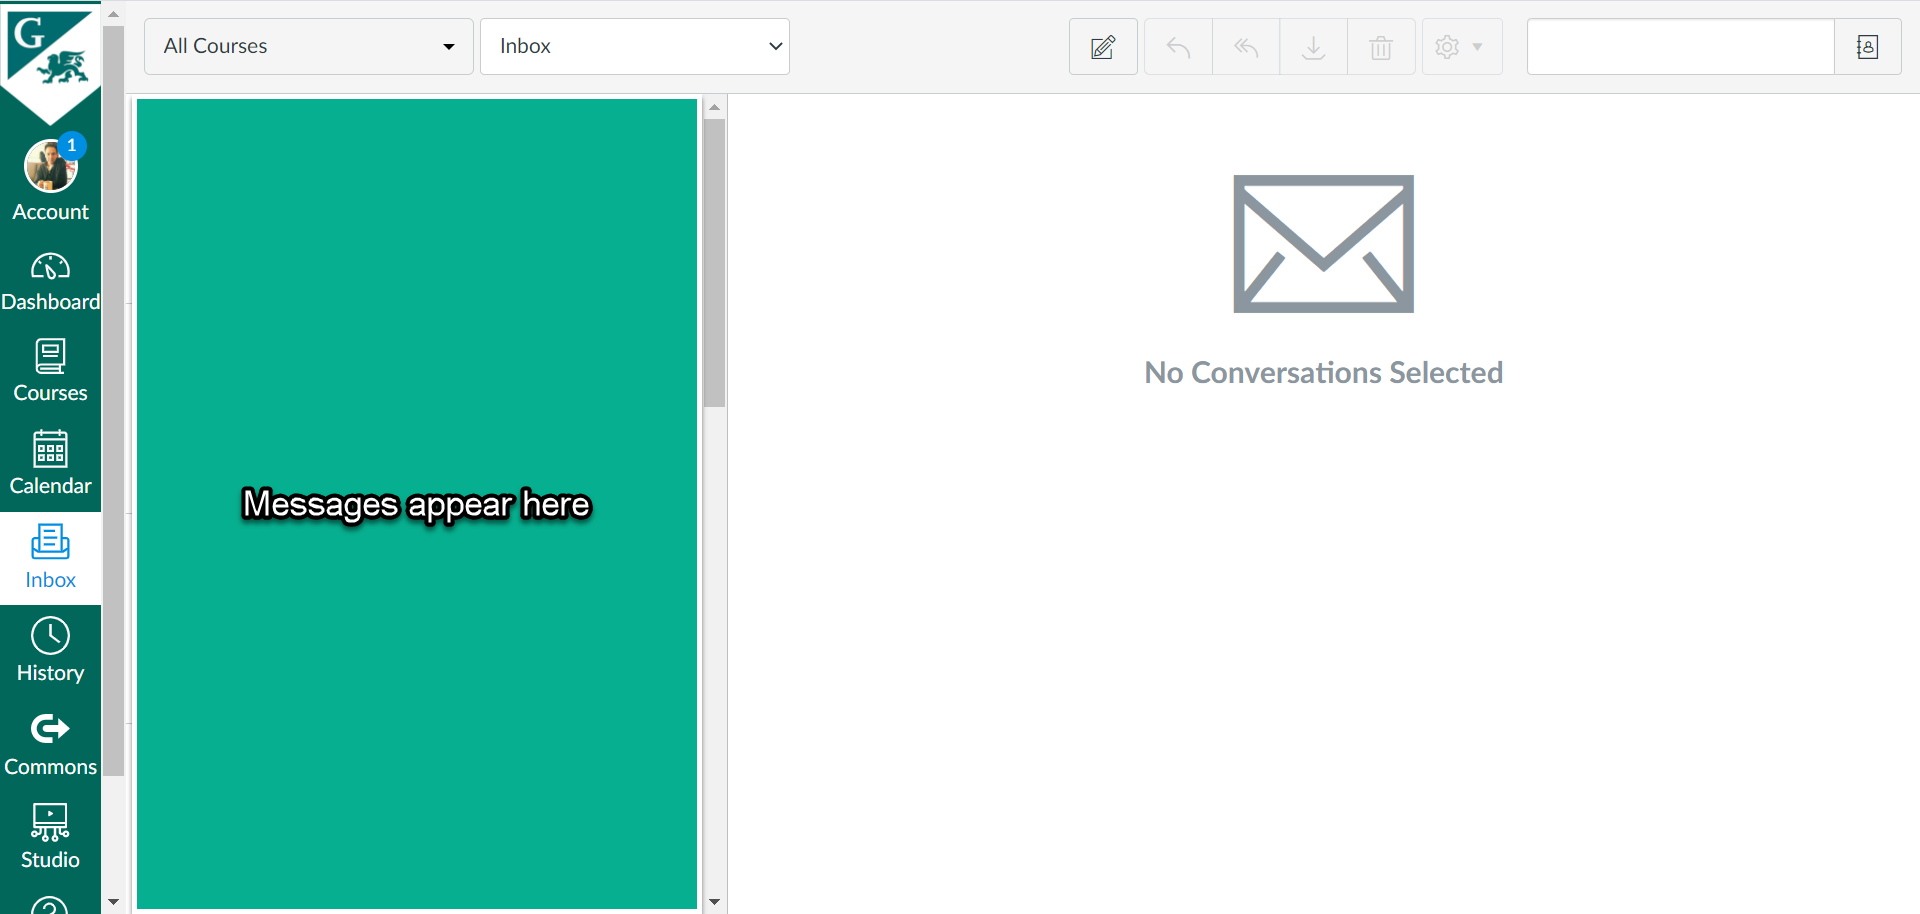 G
All Courses
Inbox
1
Account
Dashboard
Courses
Calendar
Inbox
History
Commons
Studio
Messages appear here
No Conversations Selected